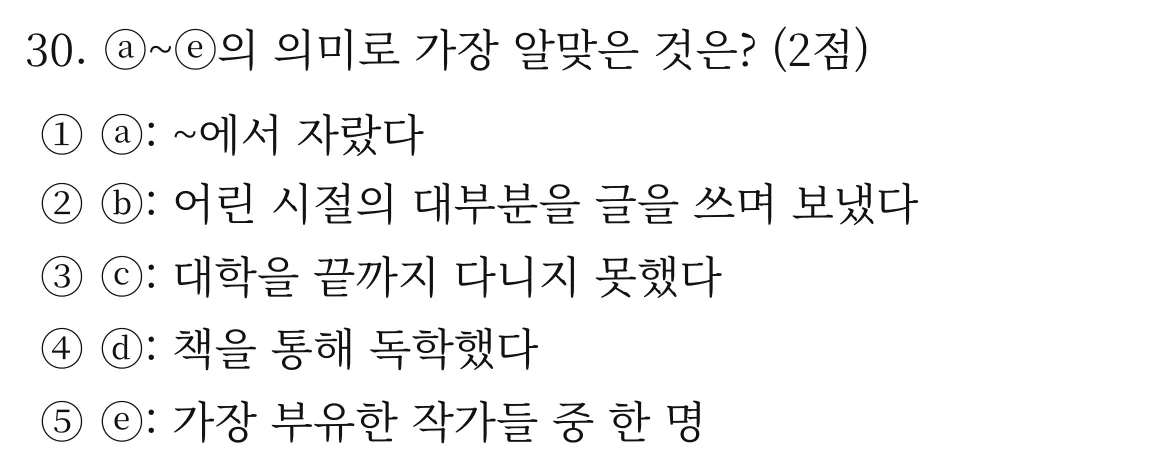 30. ⓐ~ⓔ의 의미로 가장 알맞은 것은? (2점)
① ⓐ: ~에서 자랐다
② ⓑ: 어린 시절의 대부분을 글을 쓰며 보냈다
③ ⓒ: 대학을 끝까지 다니지 못했다
④ ⓓ: 책을 통해 독학했다
⑤ ⓔ: 가장 부유한 작가들 중 한 명